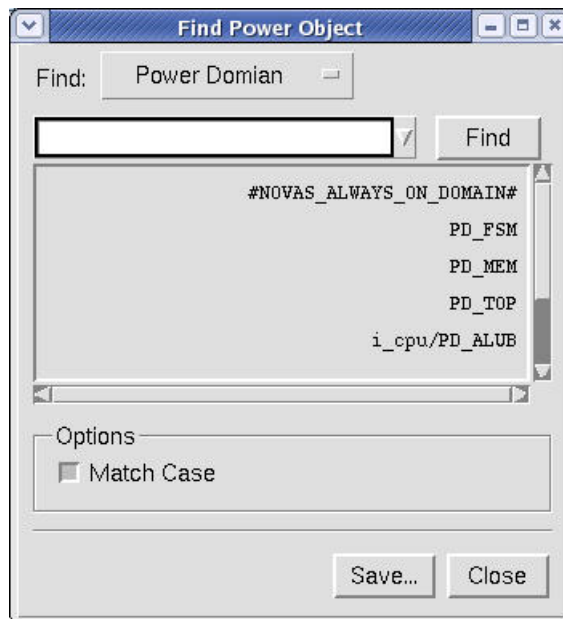 Find Power Object
Find: Power Domian
Find
#NOVAS_ALWAYS_ON_DOMAIN#
PD_FSM
PD_MEM
PD_TOP
i_cpu/PD_ALUB
Options
Match Case
Save... Close